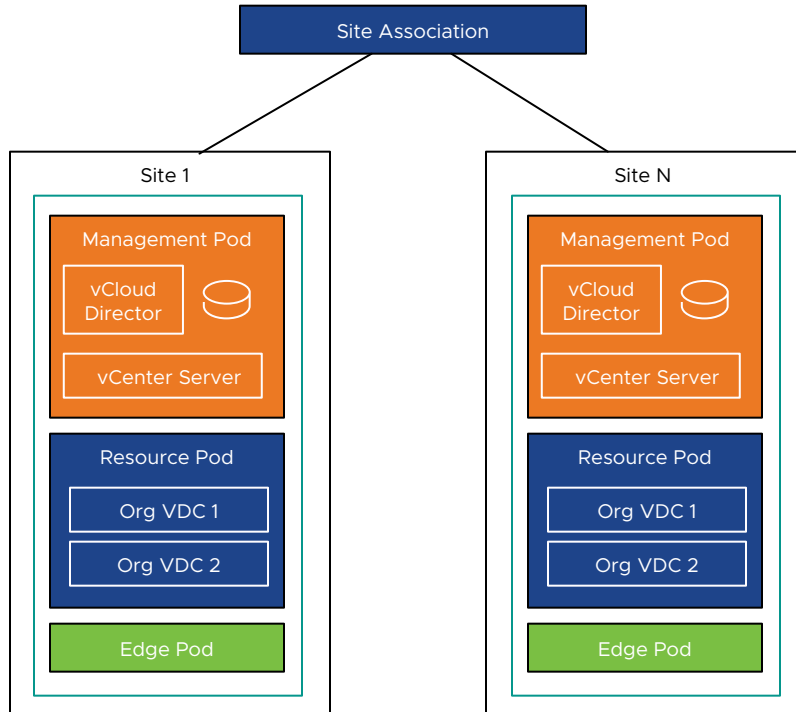 Site Association
Site 1
Management Pod
vCloud
Director
vCenter Server
Resource Pod
Org VDC 1
Org VDC 2
Edge Pod
Site N
Management Pod
vCloud
Director
vCenter Server
Resource Pod
Org VDC 1
Org VDC 2
Edge Pod